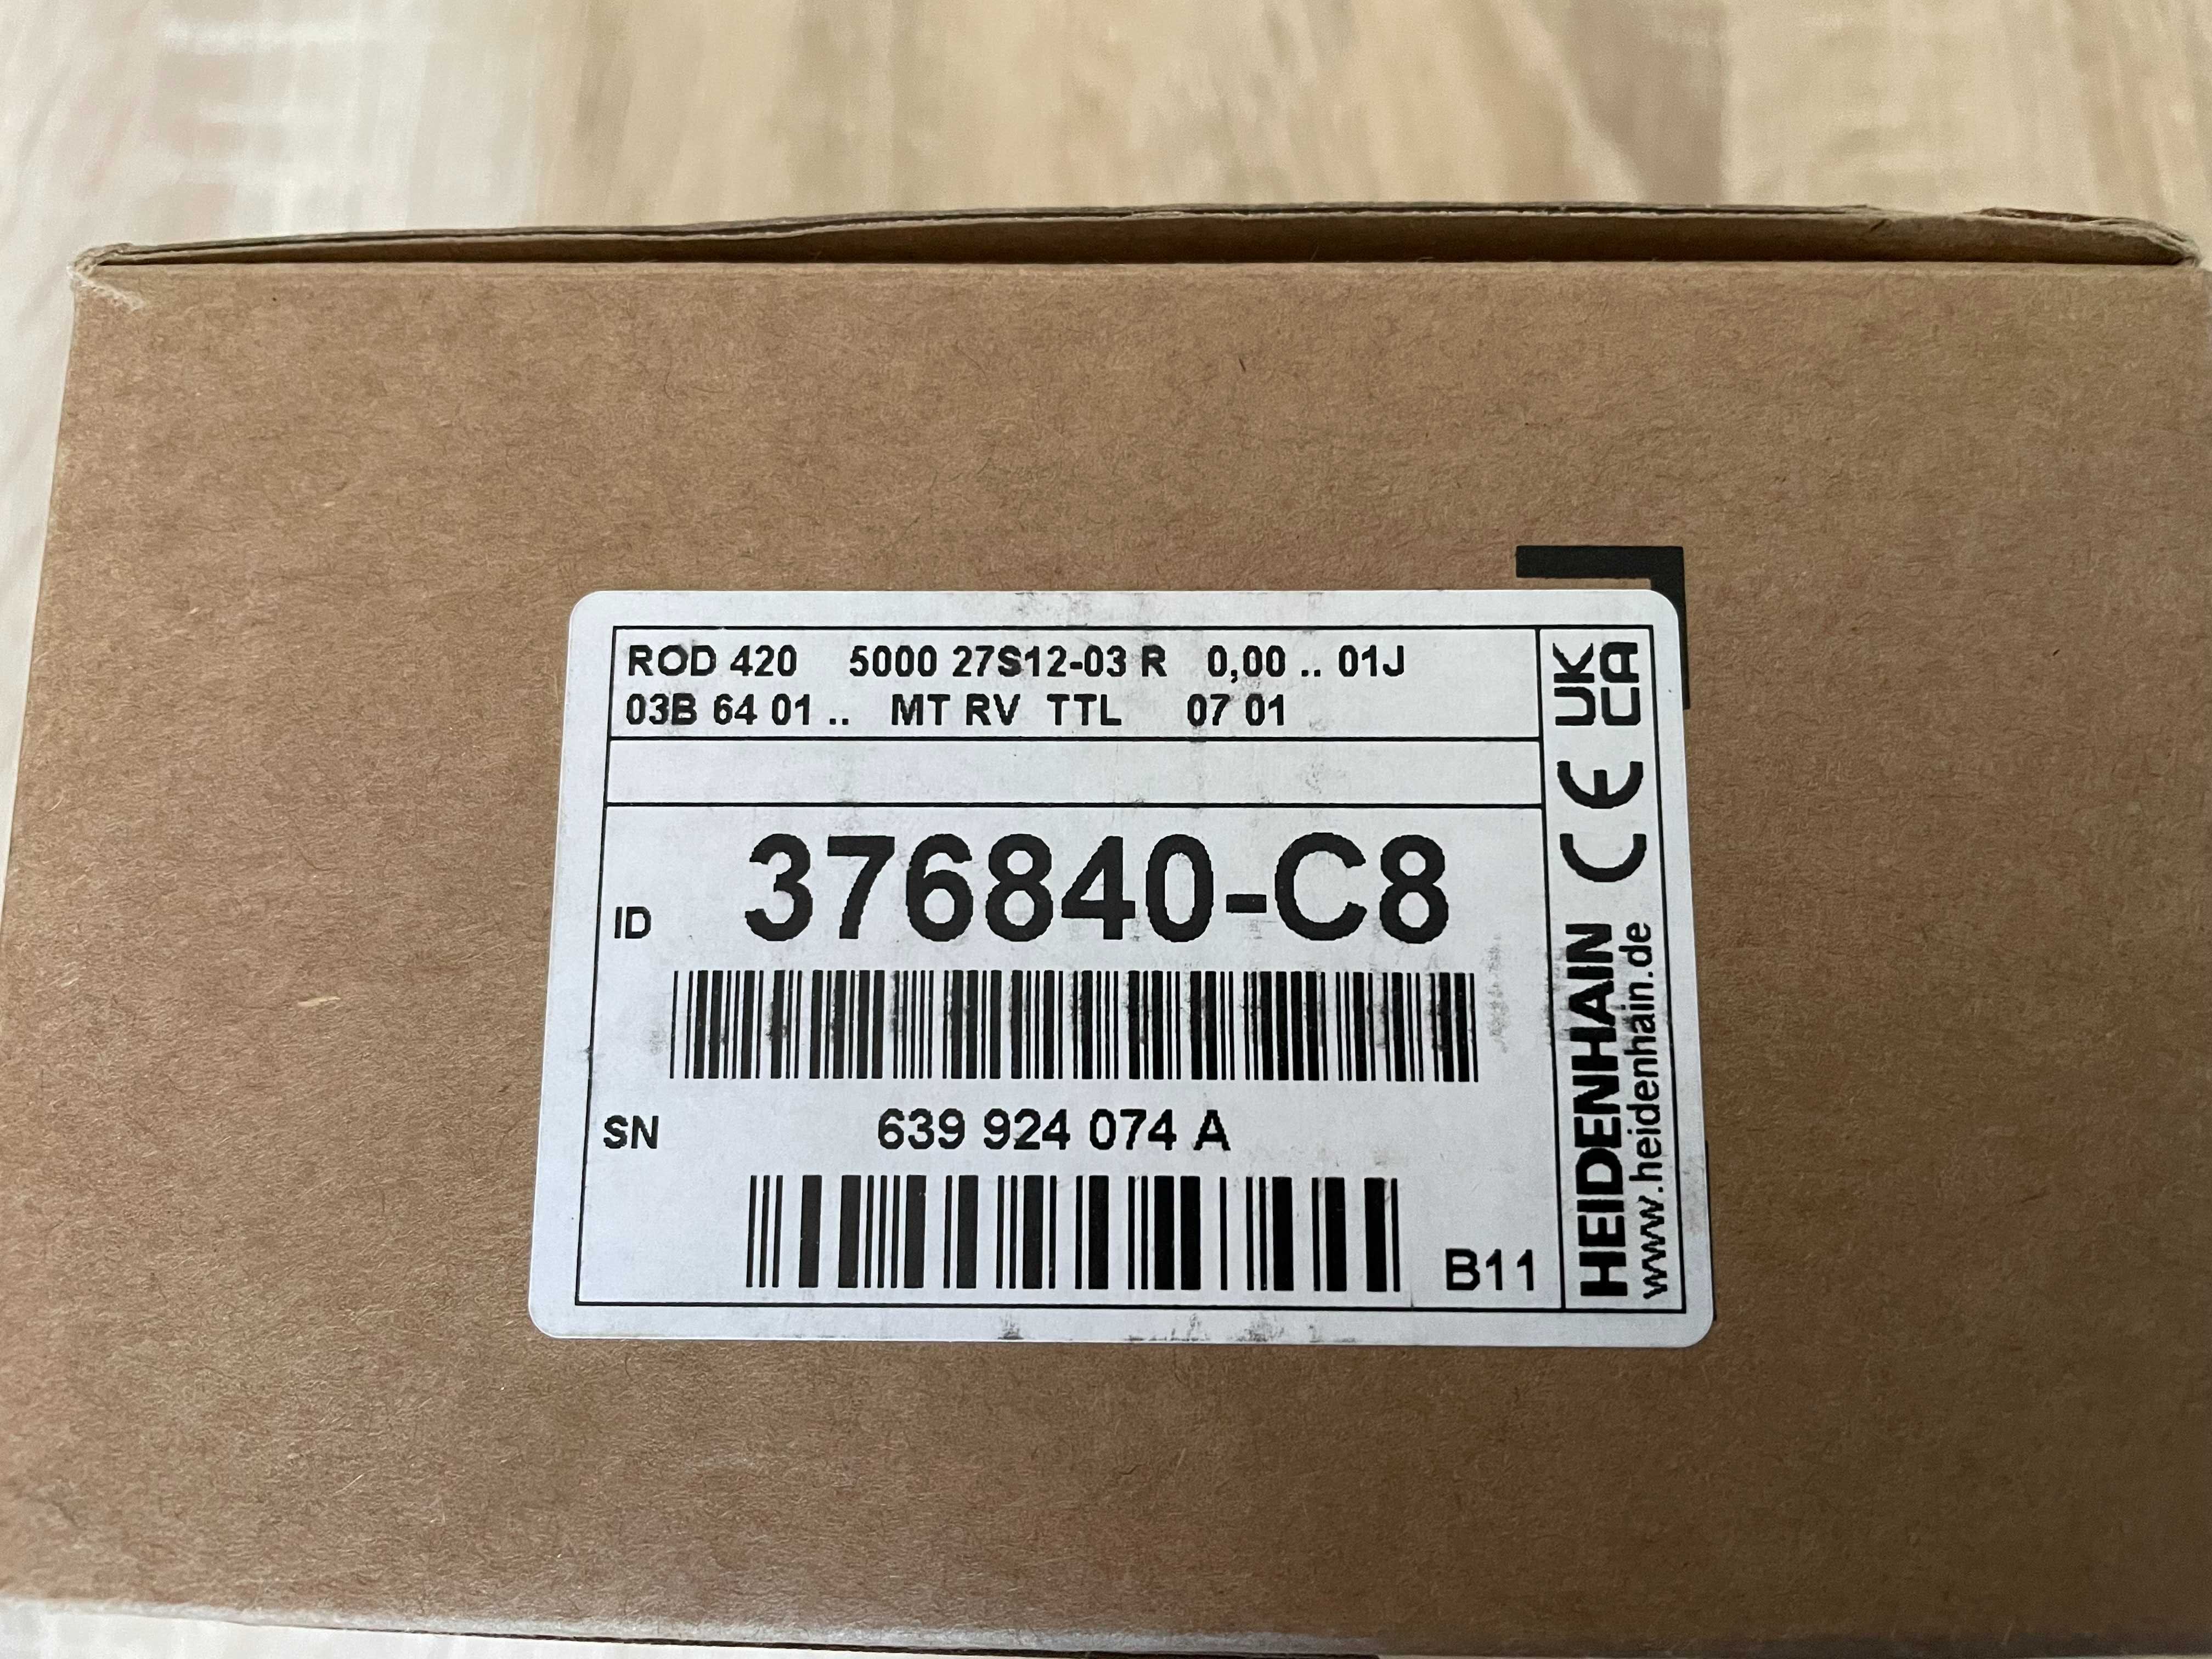 ROD 420 5000 27S12-03 R 0,00 .. 01J
03B 64 01 .. MT RV TTL 07 01
ID 376840-C8
SN 639 924 074 A
B11
HEIDENHAIN CE UK CA
www.heidenhain.de